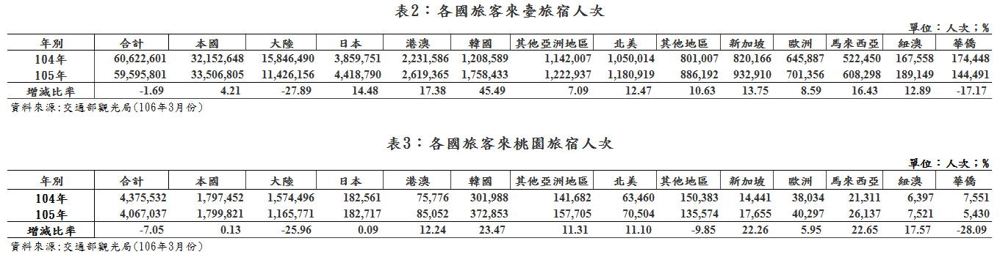 表2：各國旅客來臺旅宿人次
單位：人次；%
年別 合計 本國 大陸 日本 港澳 韓國 其他亞洲地區 北美 其他地區 新加坡 歐洲 馬來西亞 紐澳 華僑
104年 60,622,601 32,152,648 15,846,490 3,859,751 2,231,586 1,208,589 1,142,007 1,050,014 801,007 820,166 645,887 522,450 167,558 174,448
105年 59,595,801 33,506,805 11,426,156 4,418,790 2,619,365 1,758,433 1,222,937 1,180,919 886,192 932,910 701,356 608,298 189,149 144,491
增減比率 -1.69 4.21 -27.89 14.48 17.38 45.49 7.09 12.47 10.63 13.75 8.59 16.43 12.89 -17.17
資料來源:交通部觀光局(106年3月份)
表3：各國旅客來桃園旅宿人次
單位：人次；%
年別 合計 本國 大陸 日本 港澳 韓國 其他亞洲地區 北美 其他地區 新加坡 歐洲 馬來西亞 紐澳 華僑
104年 4,375,532 1,797,452 1,574,496 182,561 75,776 301,988 141,682 63,460 150,383 14,441 38,034 21,311 6,397 7,551
105年 4,067,037 1,799,821 1,165,771 182,717 85,052 372,853 157,705 70,504 135,574 17,655 40,297 26,137 7,521 5,430
增減比率 -7.05 0.13 -25.96 0.09 12.24 23.47 11.31 11.10 -9.85 22.26 5.95 22.65 17.57 -28.09
資料來源:交通部觀光局(106年3月份)